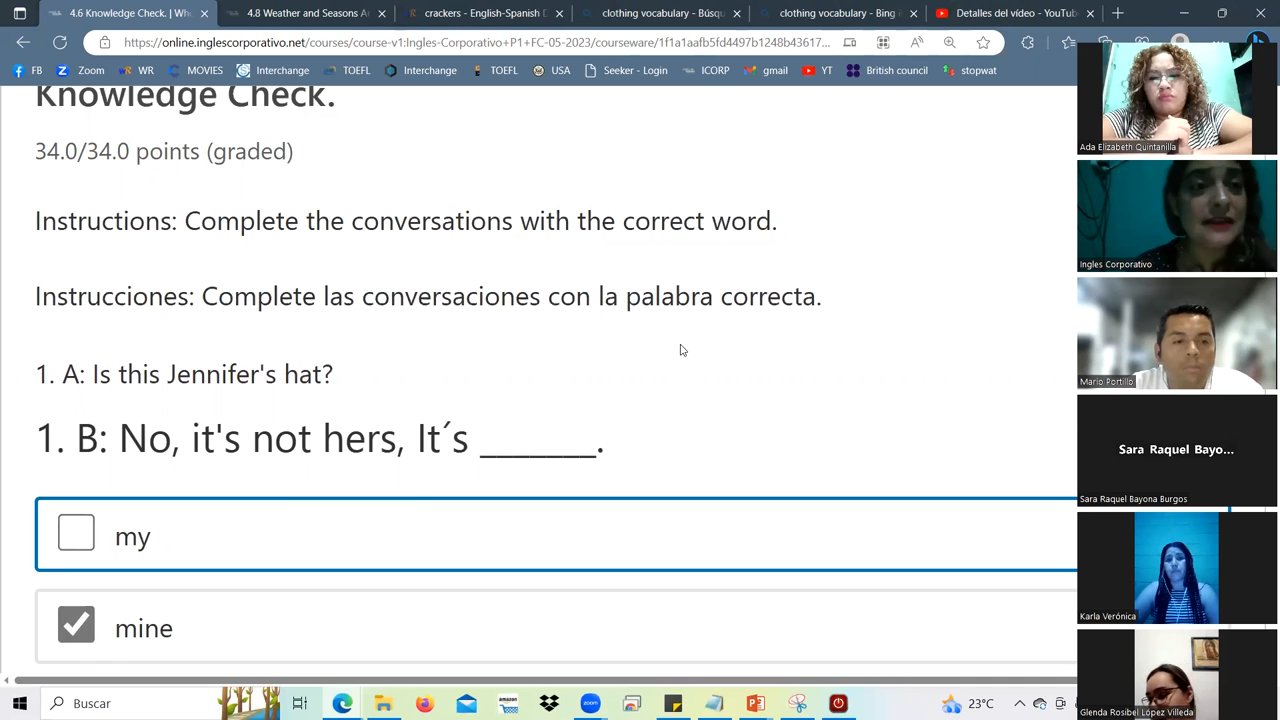 4.6 Knowledge Check. | Wh
4.8 Weather and Seasons A
crackers - English-Spanish D
clothing vocabulary - Búsqu
clothing vocabulary - Bing i
Detalles del vídeo - YouTub
https://online.inglescorporativo.net/courses/course-v1:Ingles-Corporativo+P1+FC-05-2023/courseware/1f1a1aafb5fd4497b1248b43617...
FB
Zoom
WR
MOVIES
Interchange
TOEFL
Interchange
TOEFL
USA
Seeker - Login
ICORP
gmail
YT
British council
stopwat
Knowledge Check.
34.0/34.0 points (graded)
Instructions: Complete the conversations with the correct word.
Instrucciones: Complete las conversaciones con la palabra correcta.
1. A: Is this Jennifer's hat?
1. B: No, it's not hers, It´s _______.
my
mine
Ada Elizabeth Quintanilla
Ingles Corporativo
Mario Portillo
Sara Raquel Bayo...
Sara Raquel Bayona Burgos
Karla Verónica
Glenda Rosibel López Villeda
Buscar
23°C